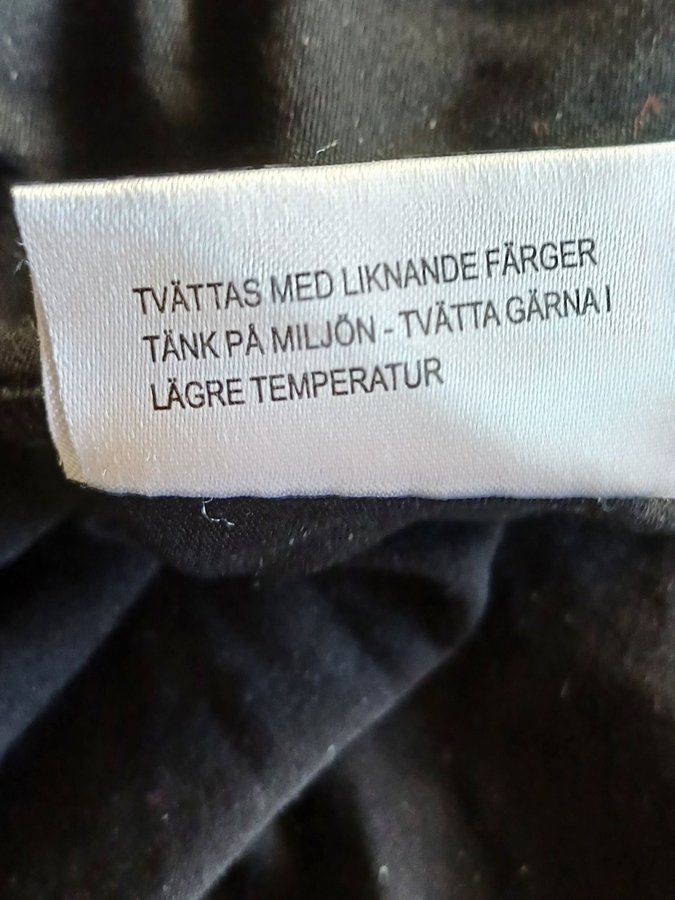 TVÄTTAS MED LIKNANDE FÄRGER
TÄNK PÅ MILJÖN - TVÄTTA GÄRNA I
LÄGRE TEMPERATUR